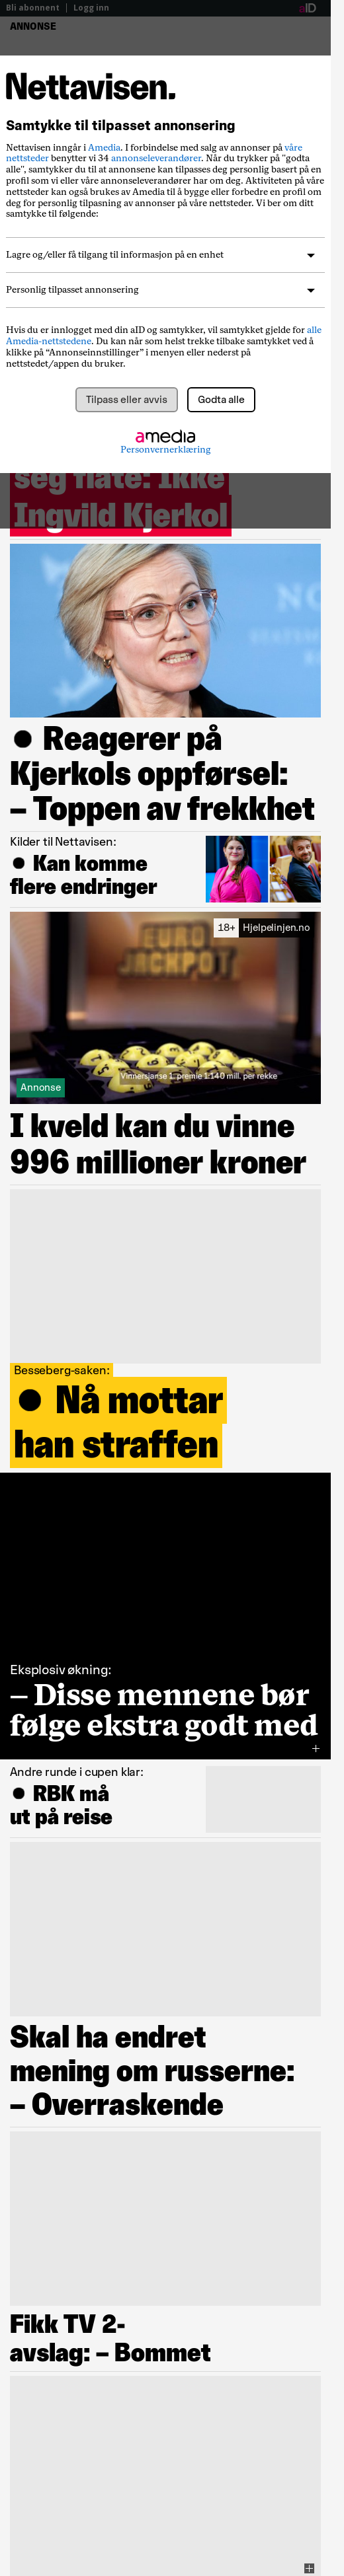 Bli abonnent | Logg inn
aID
ANNONSE
Nettavisen.
Samtykke til tilpasset annonsering
Nettavisen inngår i Amedia. I forbindelse med salg av annonser på våre
nettsteder benytter vi 34 annonseleverandører. Når du trykker på "godta
alle", samtykker du til at annonsene kan tilpasses deg personlig basert på en
profil som vi eller våre annonseleverandører har om deg. Aktiviteten på våre
nettsteder kan også brukes av Amedia til å bygge eller forbedre en profil om
deg for personlig tilpasning av annonser på våre nettsteder. Vi ber om ditt
samtykke til følgende:
Lagre og/eller få tilgang til informasjon på en enhet
Personlig tilpasset annonsering
Hvis du er innlogget med din aID og samtykker, vil samtykket gjelde for alle
Amedia-nettstedene. Du kan når som helst trekke tilbake samtykket ved å
klikke på “Annonseinnstillinger” i menyen eller nederst på
nettstedet/appen du bruker.
Tilpass eller avvis
Godta alle
amedia
Personvernerklæring
seg flate: Ikke
Ingvild Kjerkol
● Reagerer på
Kjerkols oppførsel:
– Toppen av frekkhet
Kilder til Nettavisen:
● Kan komme
flere endringer
18+ Hjelpelinjen.no
EURO
JACKPOT
Vinnersjanse 1. premie 1:140 mill. per rekke
Annonse
I kveld kan du vinne
996 millioner kroner
Besseberg-saken:
● Nå mottar
han straffen
Eksplosiv økning:
– Disse mennene bør
følge ekstra godt med
Andre runde i cupen klar:
● RBK må
ut på reise
Skal ha endret
mening om russerne:
– Overraskende
Fikk TV 2-
avslag: – Bommet